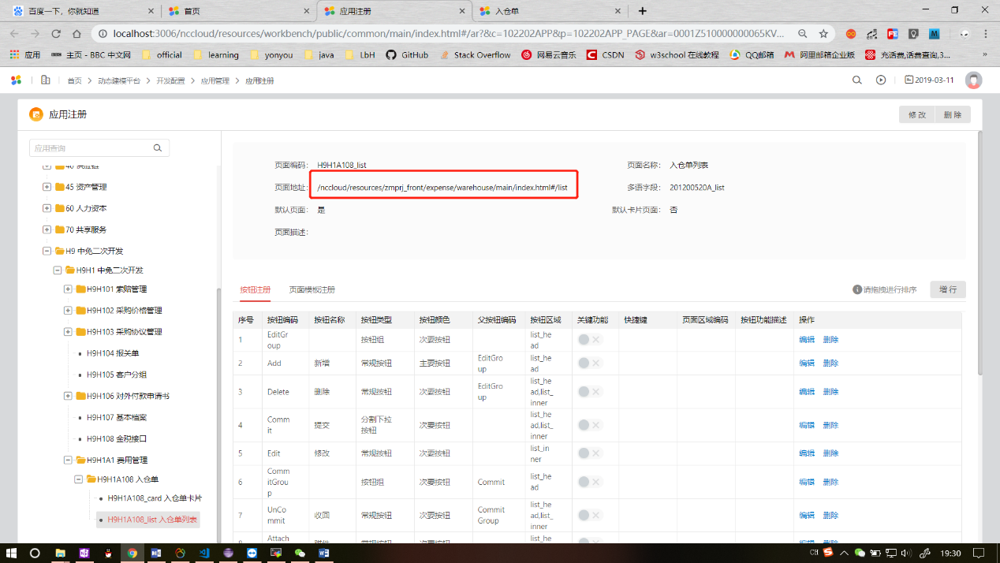 百度一下，你就知道
首页
应用注册
入仓单
localhost:3006/nccloud/resources/workbench/public/common/main/index.html#/ar?&c=102202APP&p=102202APP_PAGE&ar=0001Z510000000065KV...
应用
主页 - BBC 中文网
official
learning
yonyou
java
LbH
GitHub
Stack Overflow
网易云音乐
CSDN
w3school 在线教程
QQ邮箱
阿里邮箱企业版
充话费,话费查询,3...
»
首页 > 动态建模平台 > 开发配置 > 应用管理 > 应用注册
2019-03-11
应用注册
修 改
删 除
应用查询
40 供应链
45 资产管理
60 人力资本
70 共享服务
H9 中免二次开发
H9H1 中免二次开发
H9H101 索赔管理
H9H102 采购价格管理
H9H103 采购协议管理
H9H104 报关单
H9H105 客户分组
H9H106 对外付款申请书
H9H107 基本档案
H9H108 金税接口
H9H1A1 费用管理
H9H1A108 入仓单
H9H1A108_card 入仓单卡片
H9H1A108_list 入仓单列表
页面编码： H9H1A108_list
页面名称： 入仓单列表
页面地址： /nccloud/resources/zmprj_front/expense/warehouse/main/index.html#/list
多语字段： 201200520A_list
默认页面： 是
默认卡片页面： 否
页面描述：
按钮注册
页面模板注册
请拖拽进行排序
增 行
序号 按钮编码 按钮名称 按钮类型 按钮颜色 父按钮编码 按钮区域 关键功能 快捷键 页面区域编码 按钮功能描述 操作
1 EditGroup 按钮组 次要按钮 list_head 编辑 删除
2 Add 新增 常规按钮 主要按钮 EditGroup list_head 编辑 删除
3 Delete 删除 常规按钮 次要按钮 EditGroup list_head,list_inner 编辑 删除
4 Commit 提交 分割下拉按钮 次要按钮 list_head,list_inner 编辑 删除
5 Edit 修改 常规按钮 次要按钮 list_inner 编辑 删除
6 CommitGroup 按钮组 次要按钮 Commit list_head 编辑 删除
7 UnCommit 收回 常规按钮 次要按钮 CommitGroup list_head,list_inner 编辑 删除
8 Attach 附件 常规按钮 次要按钮 list_he 编辑 删除
CH
19:30